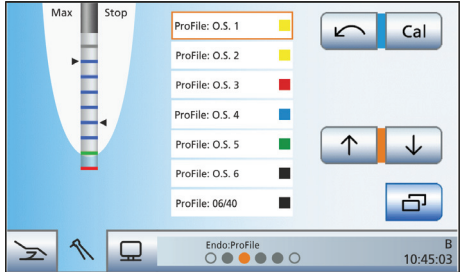 Max Stop
ProFile: O.S. 1
ProFile: O.S. 2
ProFile: O.S. 3
ProFile: O.S. 4
ProFile: O.S. 5
ProFile: O.S. 6
ProFile: 06/40
Cal
Endo:ProFile
B
10:45:03